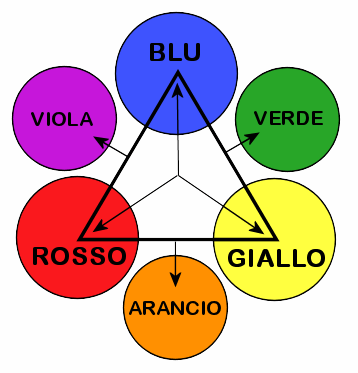 BLU
VIOLA
VERDE
ROSSO
GIALLO
ARANCIO